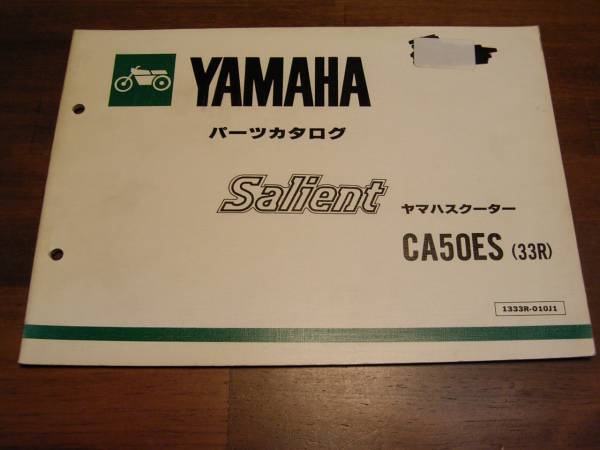 YAMAHA
パーツカタログ
Salient
ヤマハスクーター
CA50ES (33R)
1333R-010J1